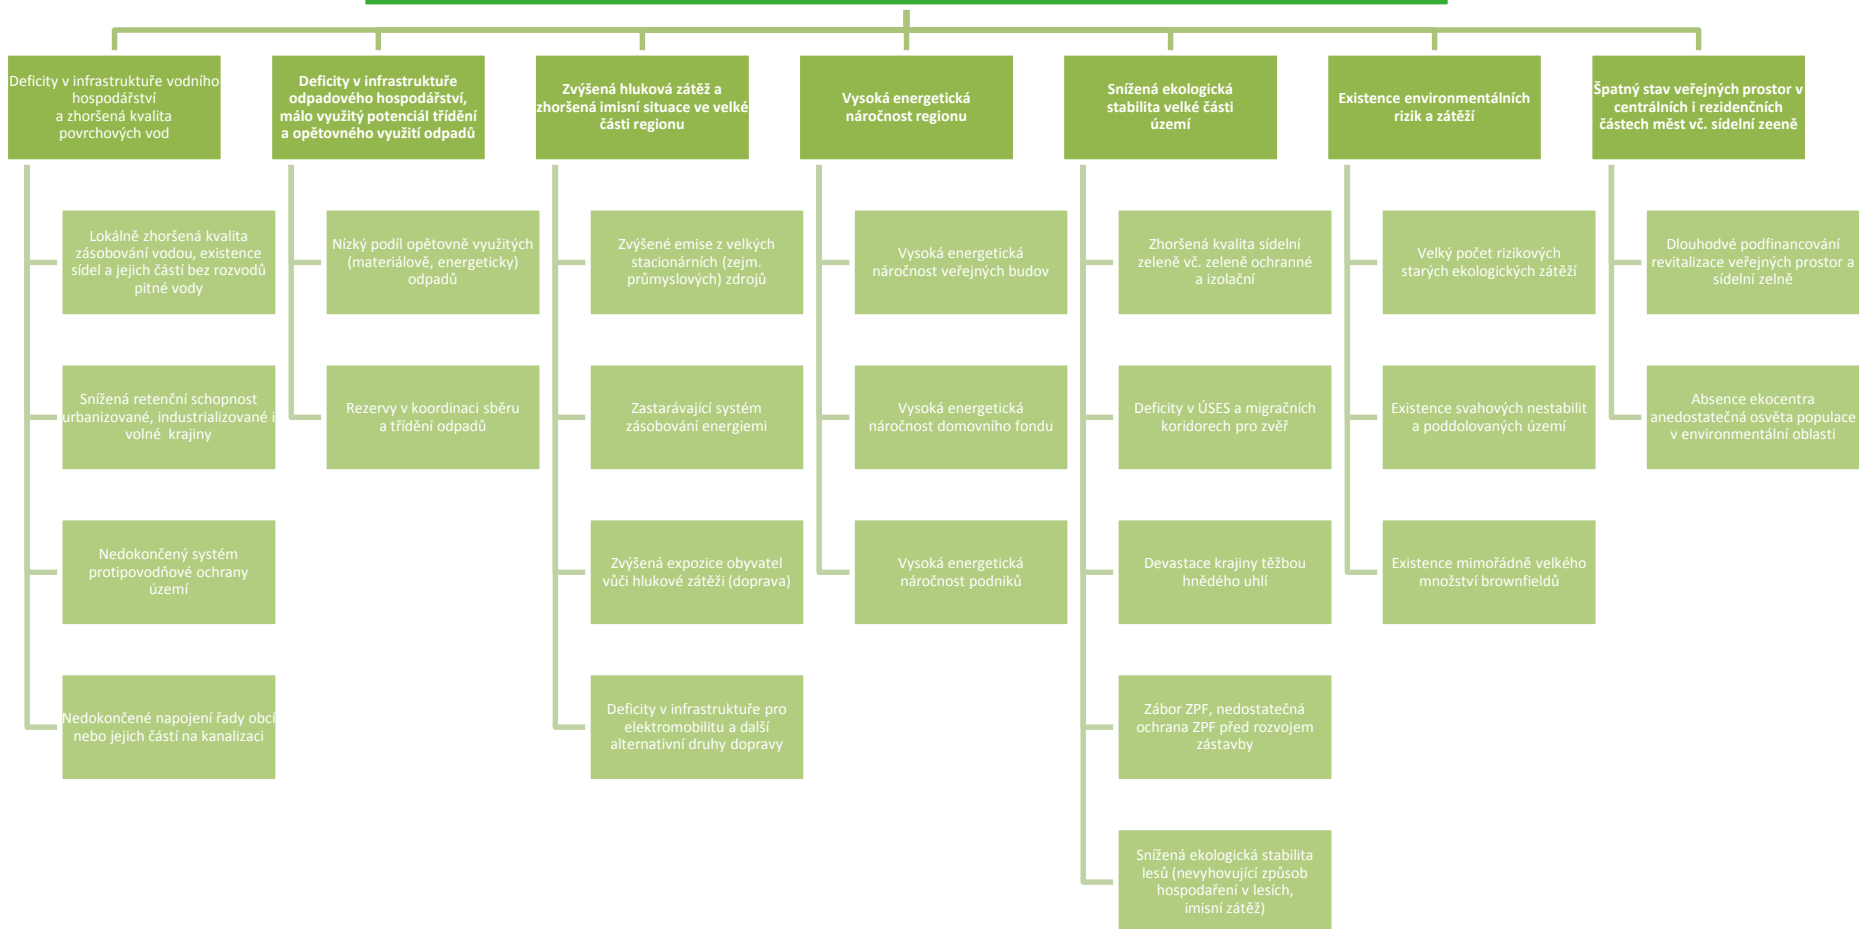 Deficity v infrastruktuře vodního
hospodářství
a zhoršená kvalita
povrchových vod
Lokálně zhoršená kvalita
zásobování vodou, existence
sídel a jejich částí bez rozvodů
pitné vody
Snížená retenční schopnost
urbanizované, industrializované i
volné krajiny
Nedokončený systém
protipovodňové ochrany
území
Nedokončené napojení řady obcí
nebo jejich částí na kanalizaci
Deficity v infrastruktuře
odpadového hospodářství,
málo využitý potenciál třídění
a opětovného využití odpadů
Nízký podíl opětovně využitých
(materiálově, energeticky)
odpadů
Rezervy v koordinaci sběru
a třídění odpadů
Zvýšená hluková zátěž a
zhoršená imisní situace ve velké
části regionu
Zvýšené emise z velkých
stacionárních (zejm.
průmyslových) zdrojů
Zastarávající systém
zásobování energiemi
Zvýšená expozice obyvatel
vůči hlukové zátěži (doprava)
Deficity v infrastruktuře pro
elektromobilitu a další
alternativní druhy dopravy
Vysoká energetická
náročnost regionu
Vysoká energetická
náročnost veřejných budov
Vysoká energetická
náročnost domovního fondu
Vysoká energetická
náročnost podniků
Snížená ekologická
stabilita velké části
území
Zhoršená kvalita sídelní
zeleně vč. zeleně ochranné
a izolační
Deficity v ÚSES a migračních
koridorech pro zvěř
Devastace krajiny těžbou
hnědého uhlí
Zábor ZPF, nedostatečná
ochrana ZPF před rozvojem
zástavby
Snížená ekologická stabilita
lesů (nevyhovující způsob
hospodaření v lesích,
imisní zátěž)
Existence environmentálních
rizik a zátěží
Velký počet rizikových
starých ekologických zátěží
Existence svahových nestabilit
a poddolovaných území
Existence mimořádně velkého
množství brownfieldů
Špatný stav veřejných prostor v
centrálních i rezidenčních
částech měst vč. sídelní zeeně
Dlouhodvé podfinancování
revitalizace veřejných prostor a
sídelní zelně
Absence ekocentra
anedostatečná osvěta populace
v environmentální oblasti